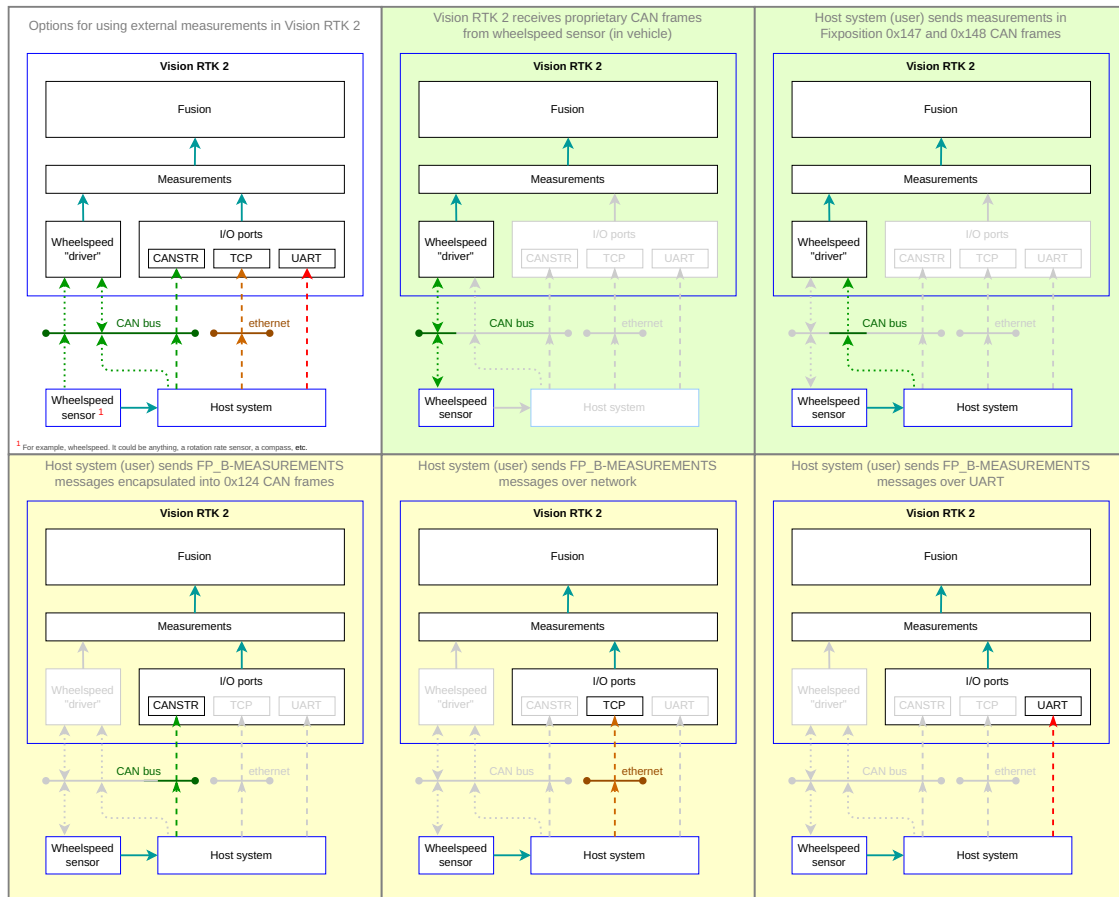 Options for using external measurements in Vision RTK 2
Vision RTK 2
Fusion
Measurements
Wheelspeed
"driver"
I/O ports
CANSTR
TCP
UART
CAN bus
ethernet
Wheelspeed
sensor 1
Host system
1 For example, wheelspeed. It could be anything, a rotation rate sensor, a compass, etc.
Vision RTK 2 receives proprietary CAN frames
from wheelspeed sensor (in vehicle)
Vision RTK 2
Fusion
Measurements
Wheelspeed
"driver"
I/O ports
CANSTR
TCP
UART
CAN bus
ethernet
Wheelspeed
sensor
Host system
Host system (user) sends measurements in
Fixposition 0x147 and 0x148 CAN frames
Vision RTK 2
Fusion
Measurements
Wheelspeed
"driver"
I/O ports
CANSTR
TCP
UART
CAN bus
ethernet
Wheelspeed
sensor
Host system
Host system (user) sends FP_B-MEASUREMENTS
messages encapsulated into 0x124 CAN frames
Vision RTK 2
Fusion
Measurements
Wheelspeed
"driver"
I/O ports
CANSTR
TCP
UART
CAN bus
ethernet
Wheelspeed
sensor
Host system
Host system (user) sends FP_B-MEASUREMENTS
messages over network
Vision RTK 2
Fusion
Measurements
Wheelspeed
"driver"
I/O ports
CANSTR
TCP
UART
CAN bus
ethernet
Wheelspeed
sensor
Host system
Host system (user) sends FP_B-MEASUREMENTS
messages over UART
Vision RTK 2
Fusion
Measurements
Wheelspeed
"driver"
I/O ports
CANSTR
TCP
UART
CAN bus
ethernet
Wheelspeed
sensor
Host system